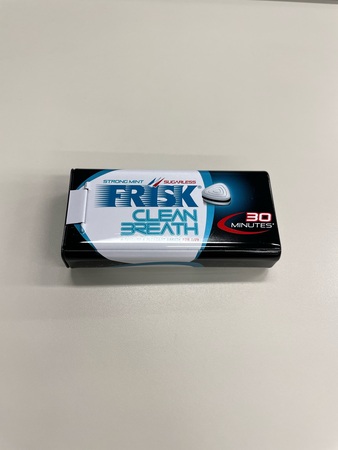 STRONG MINT SUGARLESS
FRISK®
CLEAN
BREATH
30
MINUTES*